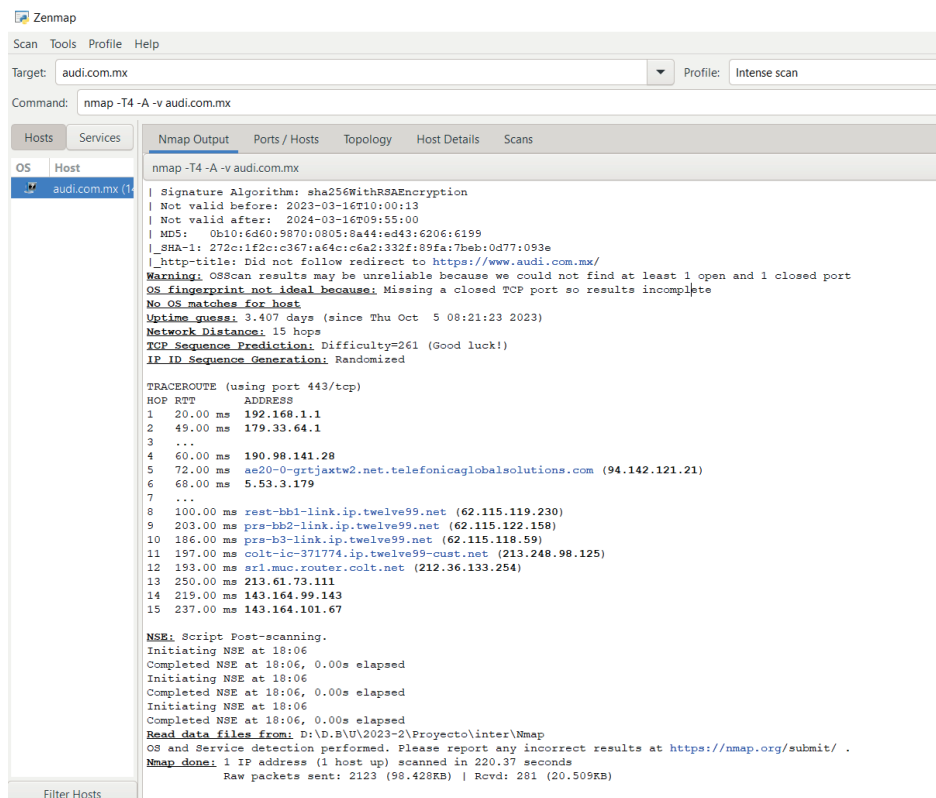 Zenmap
Scan Tools Profile Help
Target: audi.com.mx Profile: Intense scan
Command: nmap -T4 -A -v audi.com.mx
Hosts Services Nmap Output Ports / Hosts Topology Host Details Scans
OS Host nmap -T4 -A -v audi.com.mx
audi.com.mx (14
| Signature Algorithm: sha256WithRSAEncryption
| Not valid before: 2023-03-16T10:00:13
| Not valid after:  2024-03-16T09:55:00
| MD5:   0b10:6d60:9870:0805:8a44:ed43:6206:6199
|_SHA-1: 272c:1f2c:c367:a64c:c6a2:332f:89fa:7beb:0d77:093e
|_http-title: Did not follow redirect to https://www.audi.com.mx/
Warning: OSScan results may be unreliable because we could not find at least 1 open and 1 closed port
OS fingerprint not ideal because: Missing a closed TCP port so results incomplete
No OS matches for host
Uptime guess: 3.407 days (since Thu Oct  5 08:21:23 2023)
Network Distance: 15 hops
TCP Sequence Prediction: Difficulty=261 (Good luck!)
IP ID Sequence Generation: Randomized
TRACEROUTE (using port 443/tcp)
HOP RTT       ADDRESS
1   20.00 ms  192.168.1.1
2   49.00 ms  179.33.64.1
3   ...
4   60.00 ms  190.98.141.28
5   72.00 ms  ae20-0-grtjaxtw2.net.telefonicaglobalsolutions.com (94.142.121.21)
6   68.00 ms  5.53.3.179
7   ...
8   100.00 ms rest-bb1-link.ip.twelve99.net (62.115.119.230)
9   203.00 ms prs-bb2-link.ip.twelve99.net (62.115.122.158)
10  186.00 ms prs-b3-link.ip.twelve99.net (62.115.118.59)
11  197.00 ms colt-ic-371774.ip.twelve99-cust.net (213.248.98.125)
12  193.00 ms sr1.muc.router.colt.net (212.36.133.254)
13  250.00 ms 213.61.73.111
14  219.00 ms 143.164.99.143
15  237.00 ms 143.164.101.67
NSE: Script Post-scanning.
Initiating NSE at 18:06
Completed NSE at 18:06, 0.00s elapsed
Initiating NSE at 18:06
Completed NSE at 18:06, 0.00s elapsed
Initiating NSE at 18:06
Completed NSE at 18:06, 0.00s elapsed
Read data files from: D:\D.B\U\2023-2\Proyecto\inter\Nmap
OS and Service detection performed. Please report any incorrect results at https://nmap.org/submit/ .
Nmap done: 1 IP address (1 host up) scanned in 220.37 seconds
Raw packets sent: 2123 (98.428KB) | Rcvd: 281 (20.509KB)
Filter Hosts